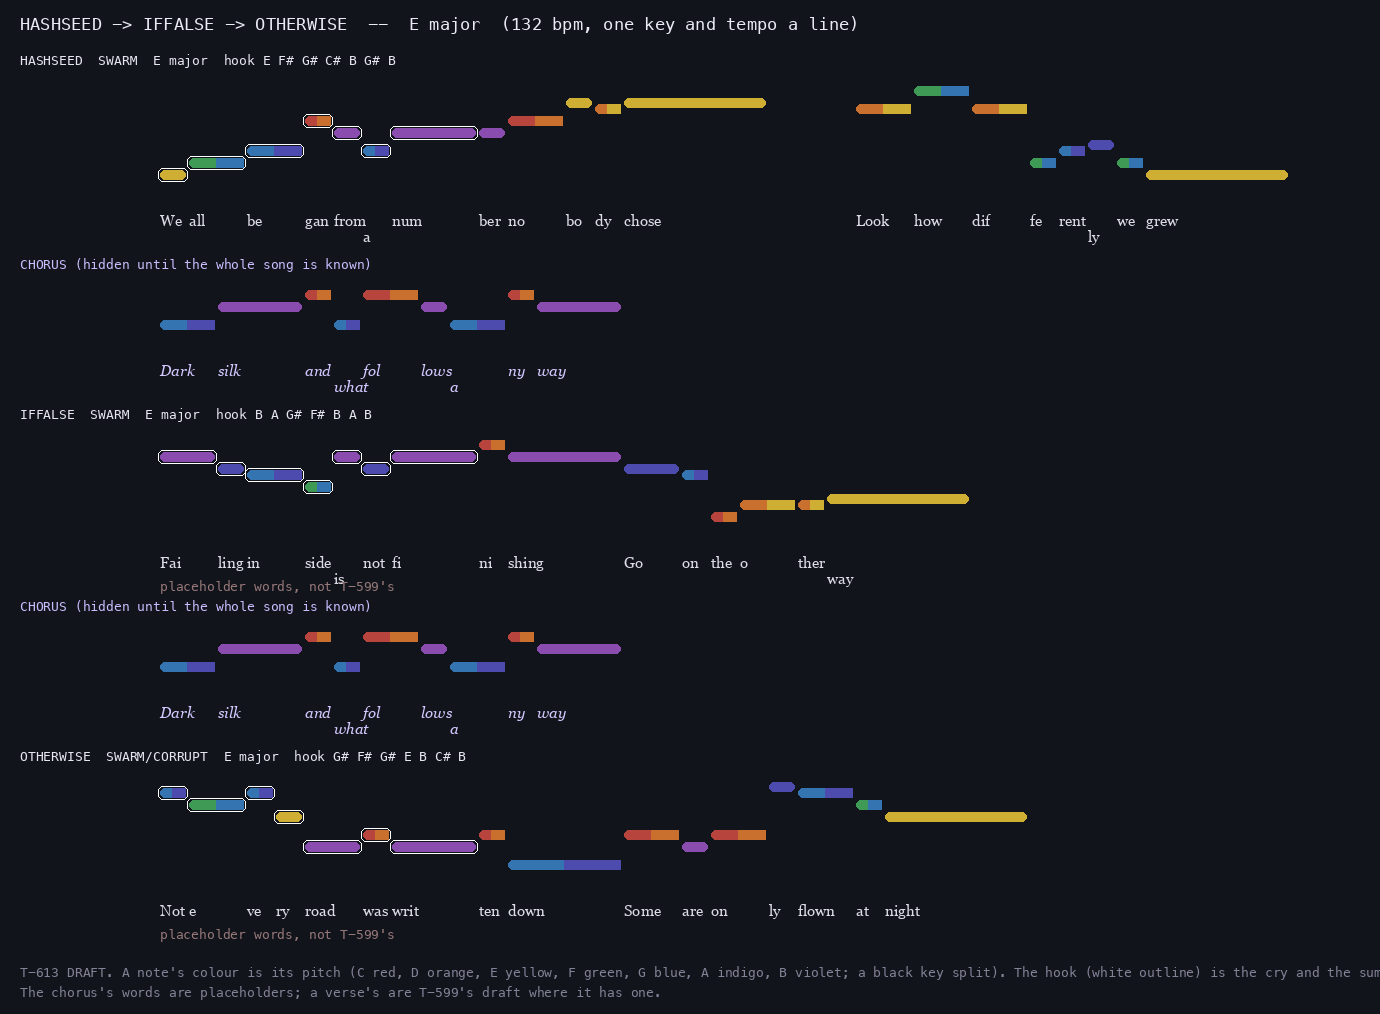 HASHSEED —> IFFALSE —> OTHERWISE —— E major (132 bpm, one key and tempo a line)
HASHSEED SWARM E major hook E F# G# C# B G# B
We all be gan from num ber no bo dy chose Look how dif fe rent we grew
a ly
CHORUS (hidden until the whole song is known)
Dark silk and fol lows ny way
what a
IFFALSE SWARM E major hook B A G# F# B A B
Fai ling in side not fi ni shing Go on the o ther
is way
placeholder words, not T—599's
CHORUS (hidden until the whole song is known)
Dark silk and fol lows ny way
what a
OTHERWISE SWARM/CORRUPT E major hook G# F# G# E B C# B
Not e ve ry road was writ ten down Some are on ly flown at night
placeholder words, not T—599's
T—613 DRAFT. A note's colour is its pitch (C red, D orange, E yellow, F green, G blue, A indigo, B violet; a black key split). The hook (white outline) is the cry and the sum
The chorus's words are placeholders; a verse's are T—599's draft where it has one.